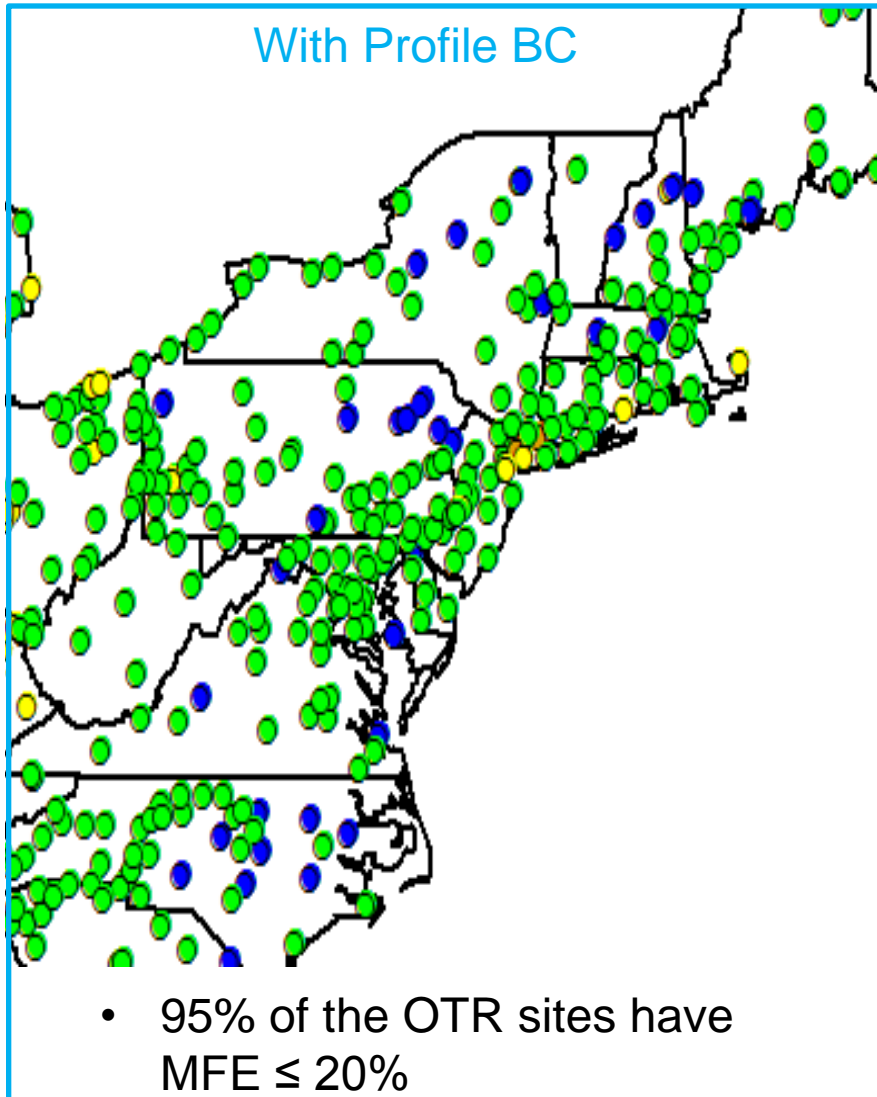 With Profile BC
• 95% of the OTR sites have
MFE ≤ 20%